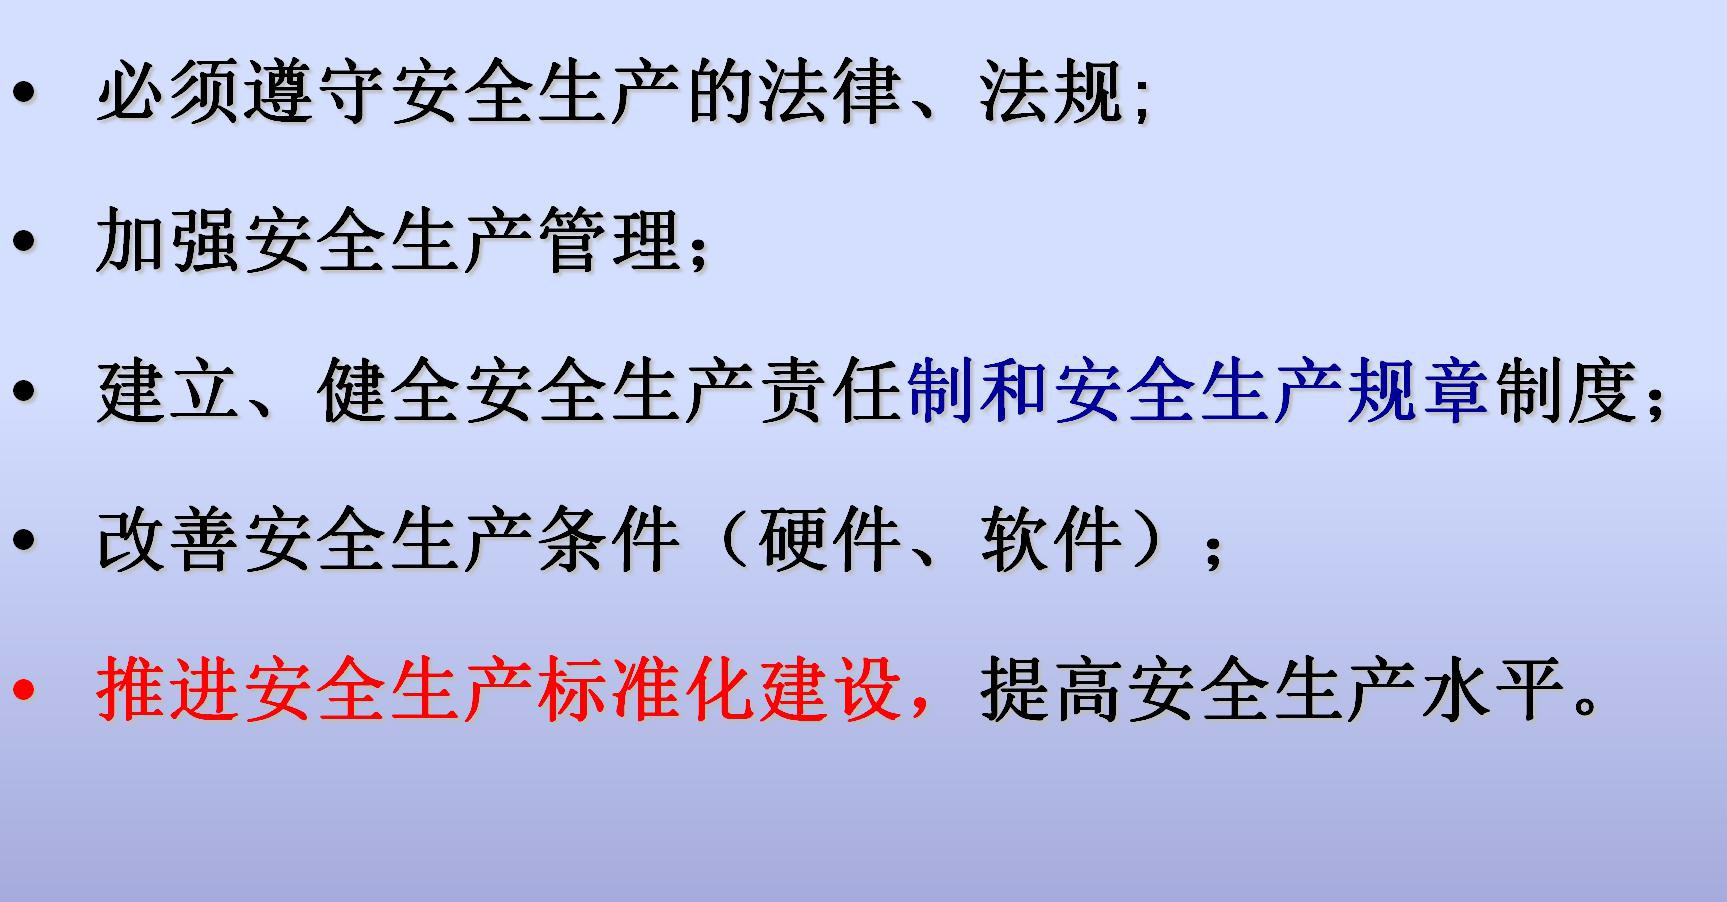 • 必须遵守安全生产的法律、法规;
• 加强安全生产管理；
• 建立、健全安全生产责任制和安全生产规章制度；
• 改善安全生产条件（硬件、软件）；
• 推进安全生产标准化建设，提高安全生产水平。